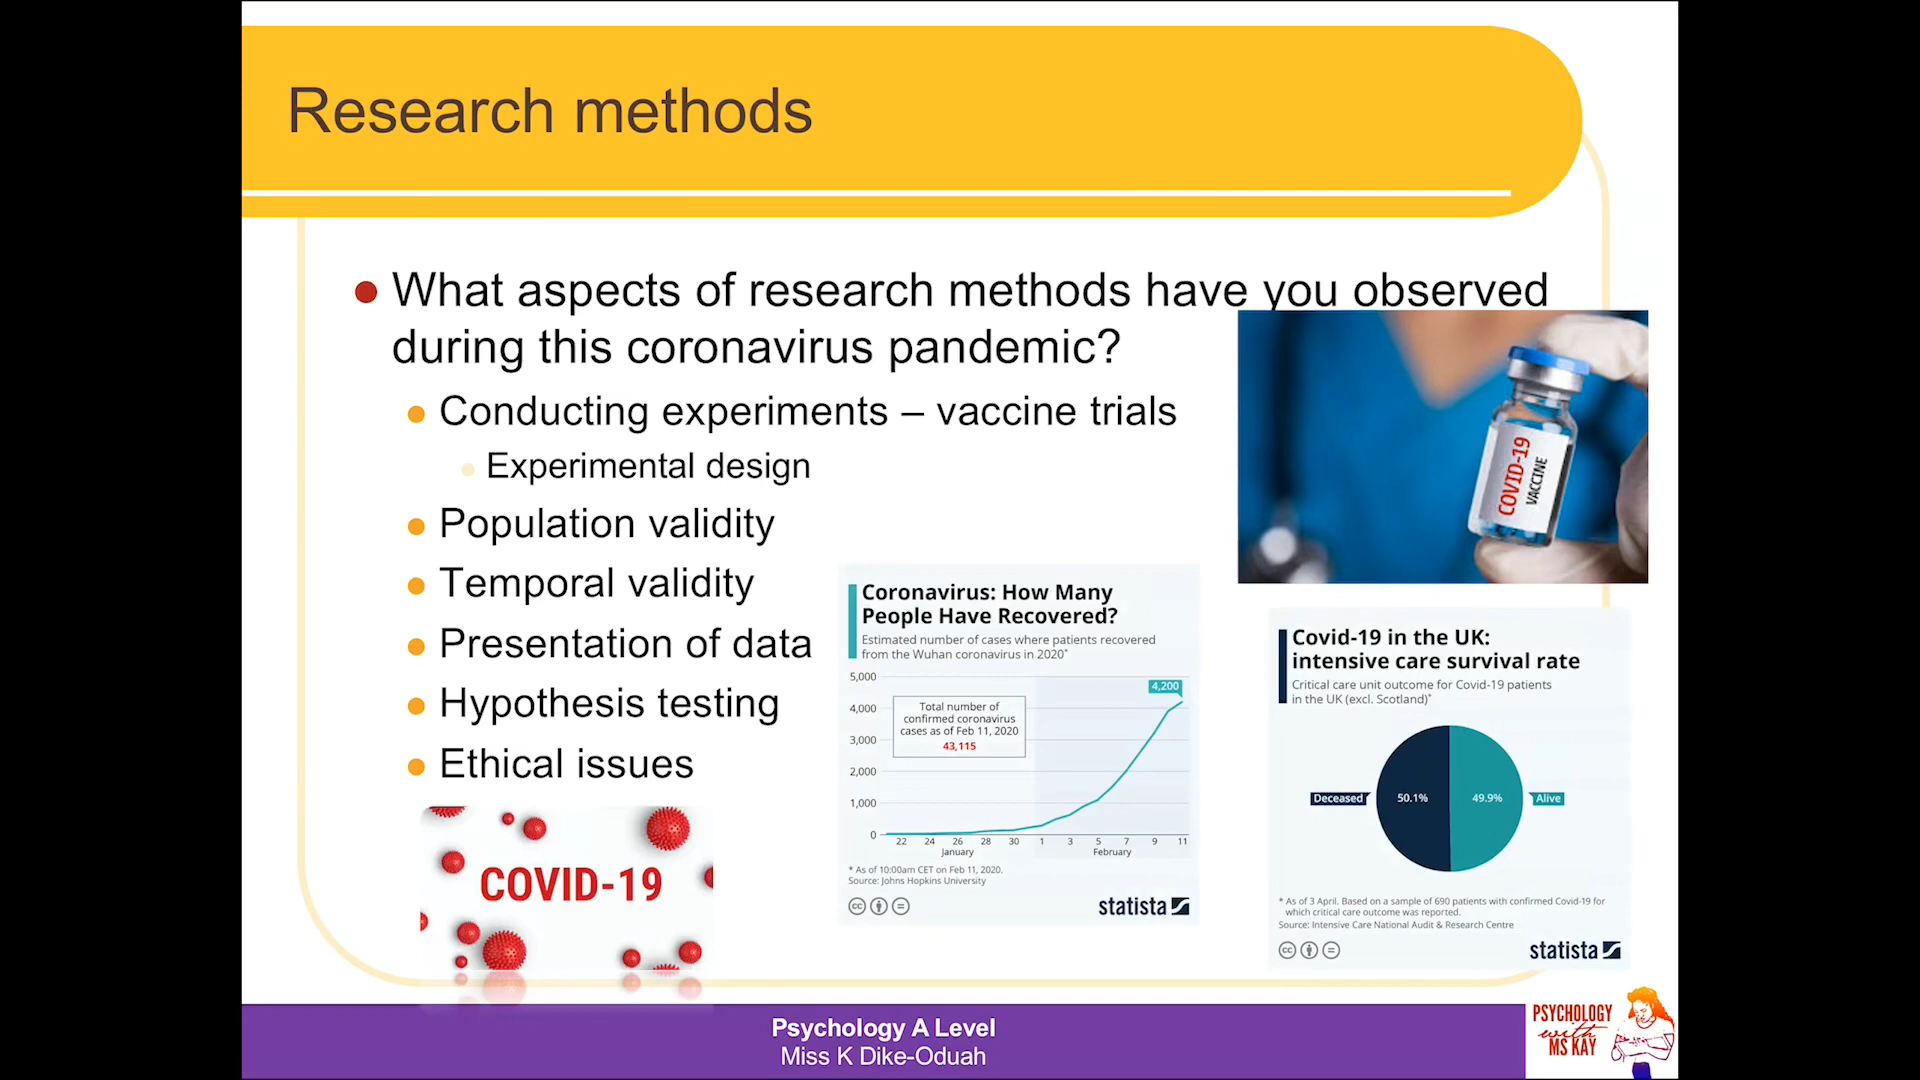 Research methods
What aspects of research methods have you observed
during this coronavirus pandemic?
Conducting experiments – vaccine trials
Experimental design
Population validity
Temporal validity
Presentation of data
Hypothesis testing
Ethical issues
COVID-19
VACCINE
Coronavirus: How Many
People Have Recovered?
Estimated number of cases where patients recovered
from the Wuhan coronavirus in 2020*
5,000
4,000
3,000
2,000
1,000
0
4,200
Total number of
confirmed coronavirus
cases as of Feb 11, 2020
43,115
22 24 26 28 30 1 3 5 7 9 11
January February
* As of 10:00am CET on Feb 11, 2020.
Source: Johns Hopkins University
cc =
statista
Covid-19 in the UK:
intensive care survival rate
Critical care unit outcome for Covid-19 patients
in the UK (excl. Scotland)*
Deceased 50.1% 49.9% Alive
* As of 3 April. Based on a sample of 690 patients with confirmed Covid-19 for
which critical care outcome was reported.
Source: Intensive Care National Audit & Research Centre
cc =
statista
COVID-19
Psychology A Level
Miss K Dike-Oduah
PSYCHOLOGY
with
MS KAY